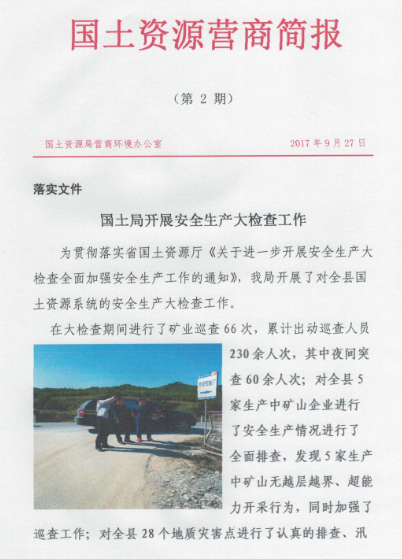 国土资源营商简报
（第 2 期）
国土资源局营商环境办公室 2017 年 9 月 27 日
落实文件
国土局开展安全生产大检查工作
为贯彻落实省国土资源厅《关于进一步开展安全生产大
检查全面加强安全生产工作的通知》，我局开展了对全县国
土资源系统的安全生产大检查工作。
在大检查期间进行了矿业巡查 66 次，累计出动巡查人员
230 余人次，其中夜间突
查 60 余人次；对全县 5
家生产中矿山企业进行
了安全生产情况进行了
全面排查，发现 5 家生产
中矿山无越层越界、超能
力开采行为，同时加强了
巡查工作；对全县 28 个地质灾害点进行了认真的排查、汛